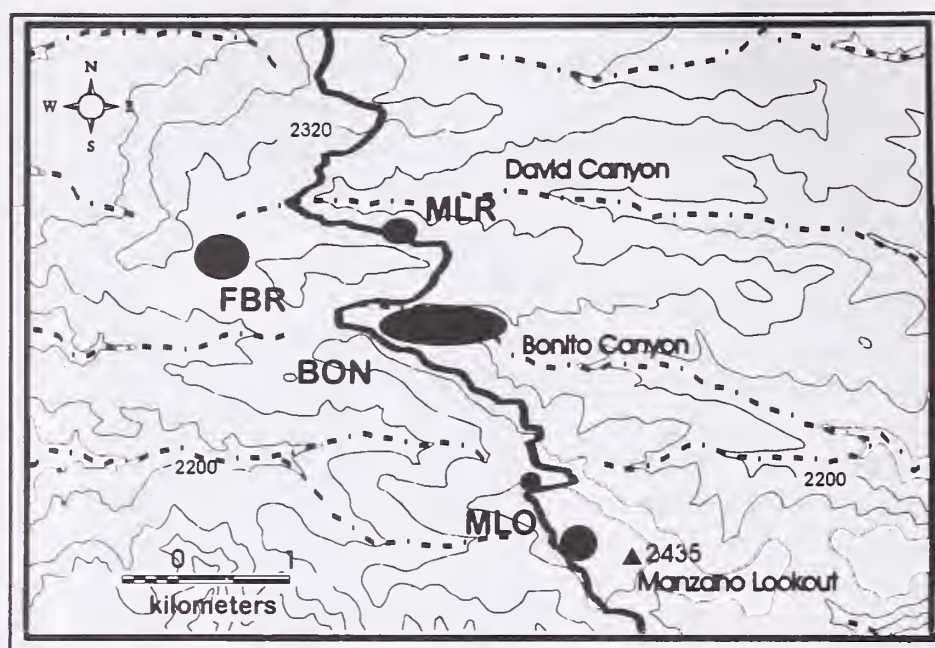 N
W E
S
2320
David Canyon
MLR
FBR
Bonito Canyon
BON
2200
2200
MLO
2435
Manzano Lookout
0 1
kilometers